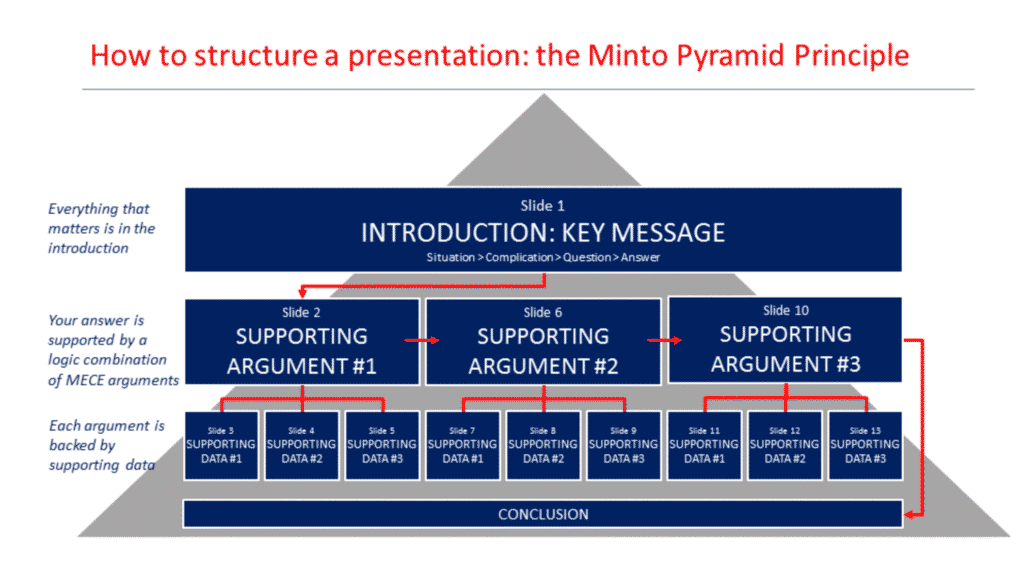 How to structure a presentation: the Minto Pyramid Principle
Everything that
matters is in the
introduction
Slide 1
INTRODUCTION: KEY MESSAGE
Situation > Complication > Question > Answer
Your answer is
supported by a
logic combination
of MECE arguments
Slide 2
SUPPORTING
ARGUMENT #1
Slide 6
SUPPORTING
ARGUMENT #2
Slide 10
SUPPORTING
ARGUMENT #3
Each argument is
backed by
supporting data
Slide 3
SUPPORTING
DATA #1
Slide 4
SUPPORTING
DATA #2
Slide 5
SUPPORTING
DATA #3
Slide 7
SUPPORTING
DATA #1
Slide 8
SUPPORTING
DATA #2
Slide 9
SUPPORTING
DATA #3
Slide 11
SUPPORTING
DATA #1
Slide 12
SUPPORTING
DATA #2
Slide 13
SUPPORTING
DATA #3
CONCLUSION